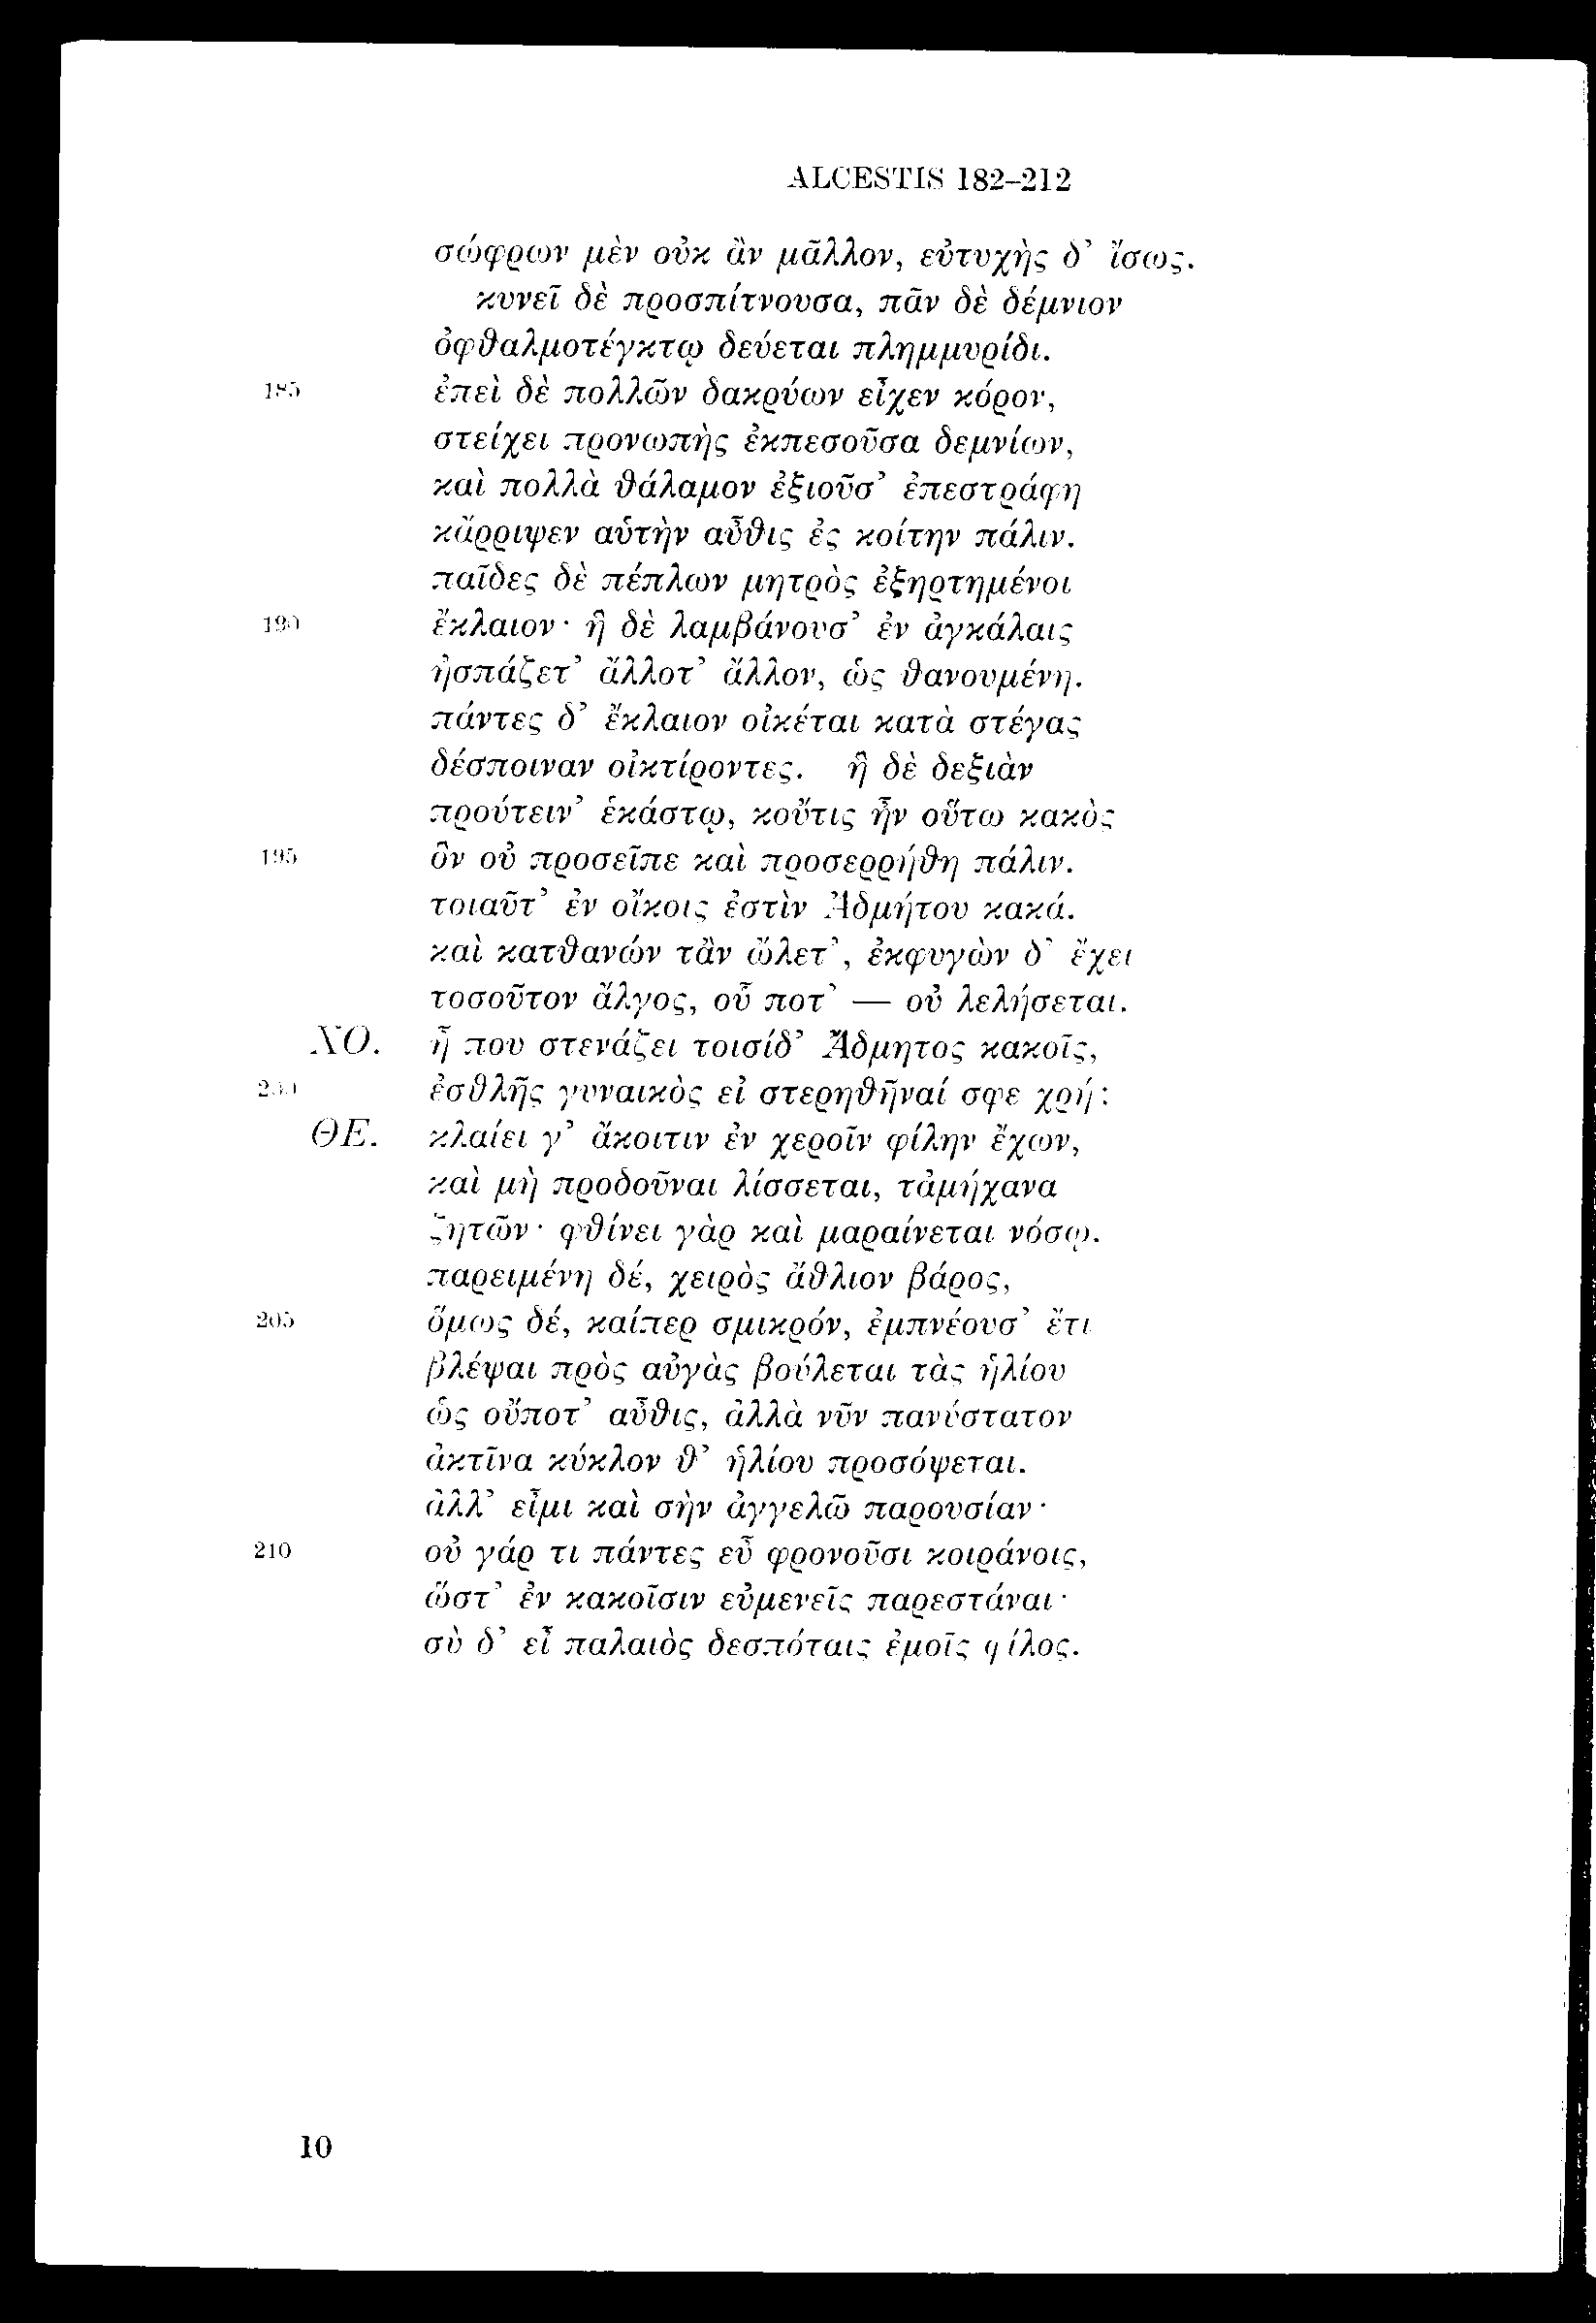 ALCESTIS 182–212
σώφρων μὲν οὐκ ἂν μᾶλλον, εὐτυχὴς δ’ ἴσως.
κυνεῖ δὲ προσπίτνουσα, πᾶν δὲ δέμνιον
ὀφθαλμοτέγκτῳ δεύεται πλημμυρίδι.
185 ἐπεὶ δὲ πολλῶν δακρύων εἶχεν κόρον,
στείχει προνωπὴς ἐκπεσοῦσα δεμνίων,
καὶ πολλὰ θάλαμον ἐξιοῦσ’ ἐπεστράφη
κἄρριψεν αὑτὴν αὖθις ἐς κοίτην πάλιν.
παῖδες δὲ πέπλων μητρὸς ἐξηρτημένοι
190 ἔκλαιον· ἣ δὲ λαμβάνουσ’ ἐν ἀγκάλαις
ἠσπάζετ’ ἄλλοτ’ ἄλλον, ὡς θανουμένη.
πάντες δ’ ἔκλαιον οἰκέται κατὰ στέγας
δέσποιναν οἰκτίροντες. ἣ δὲ δεξιὰν
προύτειν’ ἑκάστῳ, κοὔτις ἦν οὕτω κακὸς
195 ὃν οὐ προσεῖπε καὶ προσερρήθη πάλιν.
τοιαῦτ’ ἐν οἴκοις ἐστὶν Ἀδμήτου κακά.
καὶ κατθανών τἂν ὤλετ’, ἐκφυγὼν δ’ ἔχει
τοσοῦτον ἄλγος, οὗ ποτ’ — οὐ λελήσεται.
ΧΟ. ἦ που στενάζει τοισίδ’ Ἄδμητος κακοῖς,
200 ἐσθλῆς γυναικὸς εἰ στερηθῆναί σφε χρή;
ΘΕ. κλαίει γ’ ἄκοιτιν ἐν χεροῖν φίλην ἔχων,
καὶ μὴ προδοῦναι λίσσεται, τἀμήχανα
ζητῶν· φθίνει γὰρ καὶ μαραίνεται νόσῳ.
παρειμένη δέ, χειρὸς ἄθλιον βάρος,
205 ὅμως δέ, καίπερ σμικρόν, ἐμπνέουσ’ ἔτι
βλέψαι πρὸς αὐγὰς βούλεται τὰς ἡλίου
ὡς οὔποτ’ αὖθις, ἀλλὰ νῦν πανύστατον
ἀκτῖνα κύκλον θ’ ἡλίου προσόψεται.
ἀλλ’ εἶμι καὶ σὴν ἀγγελῶ παρουσίαν·
210 οὐ γάρ τι πάντες εὖ φρονοῦσι κοιράνοις,
ὥστ’ ἐν κακοῖσιν εὐμενεῖς παρεστάναι·
σὺ δ’ εἶ παλαιὸς δεσπόταις ἐμοῖς φίλος.
10